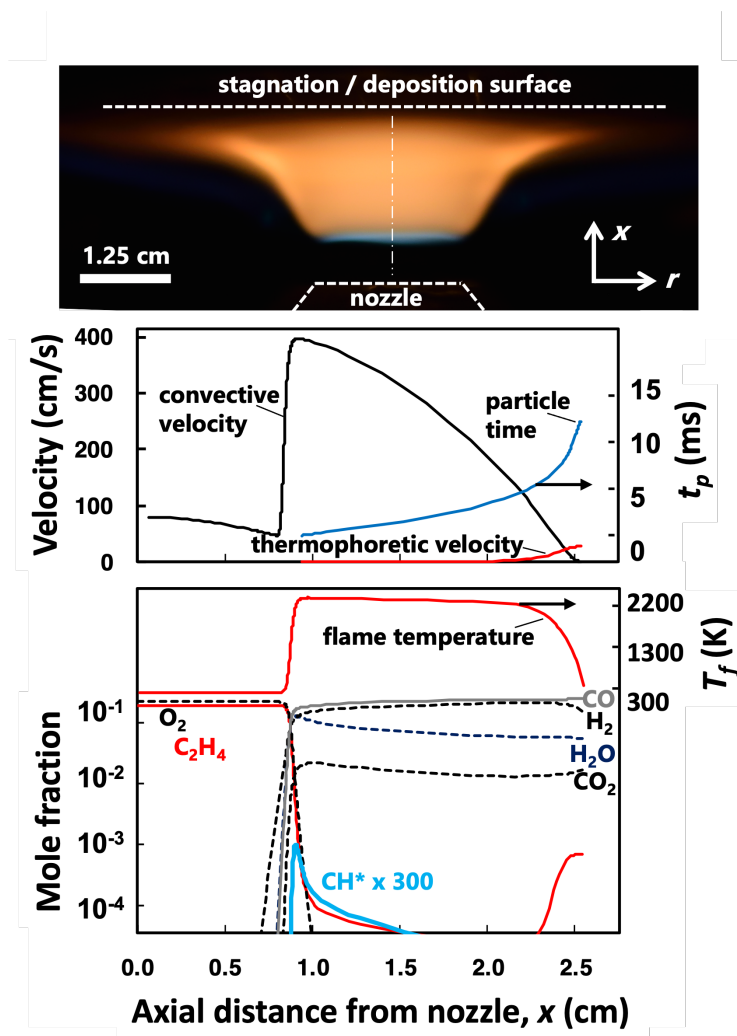 stagnation / deposition surface
1.25 cm
x
r
nozzle
Velocity (cm/s)
400
300
200
100
0
convective
velocity
particle
time
thermophoretic velocity
15
10
5
0
t_p (ms)
flame temperature
2200
1300
300
T_f (K)
Mole fraction
10⁻¹
10⁻²
10⁻³
10⁻⁴
O₂
C₂H₄
CO
H₂
H₂O
CO₂
CH* x 300
0.0 0.5 1.0 1.5 2.0 2.5
Axial distance from nozzle, x (cm)